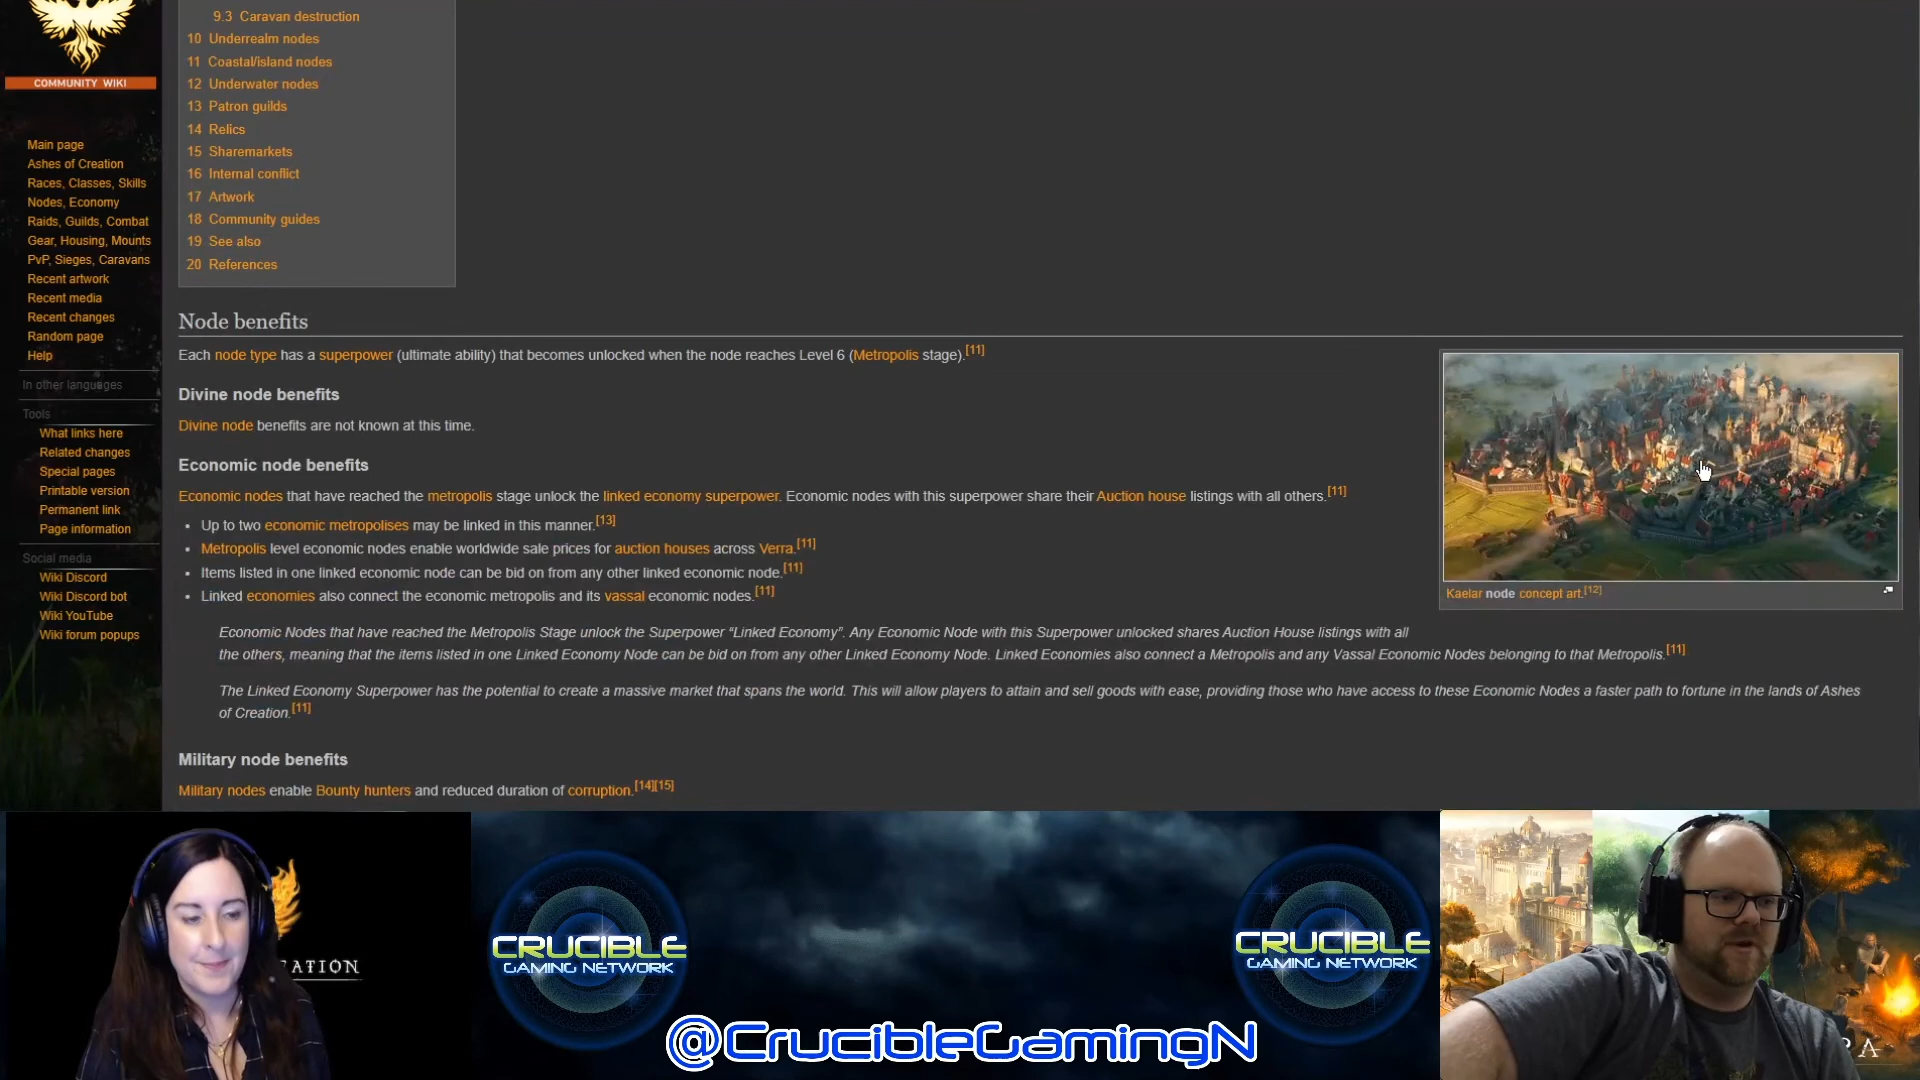 9.3 Caravan destruction
10 Underrealm nodes
11 Coastal/island nodes
12 Underwater nodes
13 Patron guilds
14 Relics
15 Sharemarkets
16 Internal conflict
17 Artwork
18 Community guides
19 See also
20 References
COMMUNITY WIKI
Main page
Ashes of Creation
Races, Classes, Skills
Nodes, Economy
Raids, Guilds, Combat
Gear, Housing, Mounts
PvP, Sieges, Caravans
Recent artwork
Recent media
Recent changes
Random page
Help
In other languages
Tools
What links here
Related changes
Special pages
Printable version
Permanent link
Page information
Social media
Wiki Discord
Wiki Discord bot
Wiki YouTube
Wiki forum popups
Node benefits
Each node type has a superpower (ultimate ability) that becomes unlocked when the node reaches Level 6 (Metropolis stage).[11]
Divine node benefits
Divine node benefits are not known at this time.
Economic node benefits
Economic nodes that have reached the metropolis stage unlock the linked economy superpower. Economic nodes with this superpower share their Auction house listings with all others.[11]
• Up to two economic metropolises may be linked in this manner.[13]
• Metropolis level economic nodes enable worldwide sale prices for auction houses across Verra.[11]
• Items listed in one linked economic node can be bid on from any other linked economic node.[11]
• Linked economies also connect the economic metropolis and its vassal economic nodes.[11]
Kaelar node concept art.[12]
Economic Nodes that have reached the Metropolis Stage unlock the Superpower “Linked Economy”. Any Economic Node with this Superpower unlocked shares Auction House listings with all
the others, meaning that the items listed in one Linked Economy Node can be bid on from any other Linked Economy Node. Linked Economies also connect a Metropolis and any Vassal Economic Nodes belonging to that Metropolis.[11]
The Linked Economy Superpower has the potential to create a massive market that spans the world. This will allow players to attain and sell goods with ease, providing those who have access to these Economic Nodes a faster path to fortune in the lands of Ashes
of Creation.[11]
Military node benefits
Military nodes enable Bounty hunters and reduced duration of corruption.[14][15]
EATION
CRUCIBLE
GAMING NETWORK
CRUCIBLE
GAMING NETWORK
@CrucibleGamingN